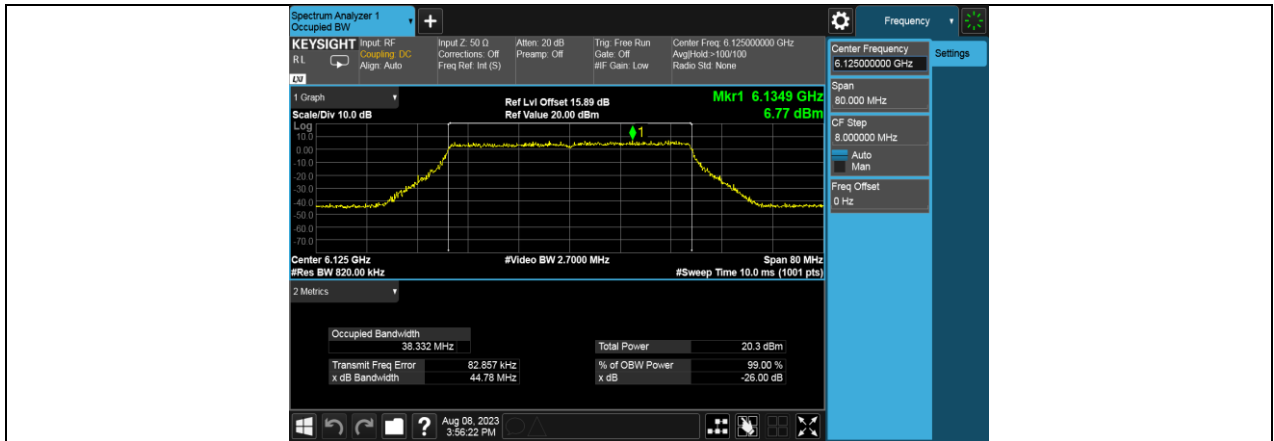 Spectrum Analyzer 1
Occupied BW
+
Frequency
KEYSIGHT
RL
LXI
Input: RF
Coupling: DC
Align: Auto
Input Z: 50 Ω
Corrections: Off
Freq Ref: Int (S)
Atten: 20 dB
Preamp: Off
Trig: Free Run
Gate: Off
#IF Gain: Low
Center Freq: 6.125000000 GHz
Avg|Hold:>100/100
Radio Std: None
1 Graph
Scale/Div 10.0 dB
Ref Lvl Offset 15.89 dB
Ref Value 20.00 dBm
Mkr1 6.1349 GHz
6.77 dBm
Log
10.0
0.00
-10.0
-20.0
-30.0
-40.0
-50.0
-60.0
-70.0
1
Center 6.125 GHz
#Res BW 820.00 kHz
#Video BW 2.7000 MHz
Span 80 MHz
#Sweep Time 10.0 ms (1001 pts)
2 Metrics
Occupied Bandwidth
38.332 MHz
Transmit Freq Error 82.857 kHz
x dB Bandwidth 44.78 MHz
Total Power 20.3 dBm
% of OBW Power 99.00 %
x dB -26.00 dB
Center Frequency
6.125000000 GHz
Settings
Span
80.000 MHz
CF Step
8.000000 MHz
Auto
Man
Freq Offset
0 Hz
?
Aug 08, 2023
3:56:22 PM